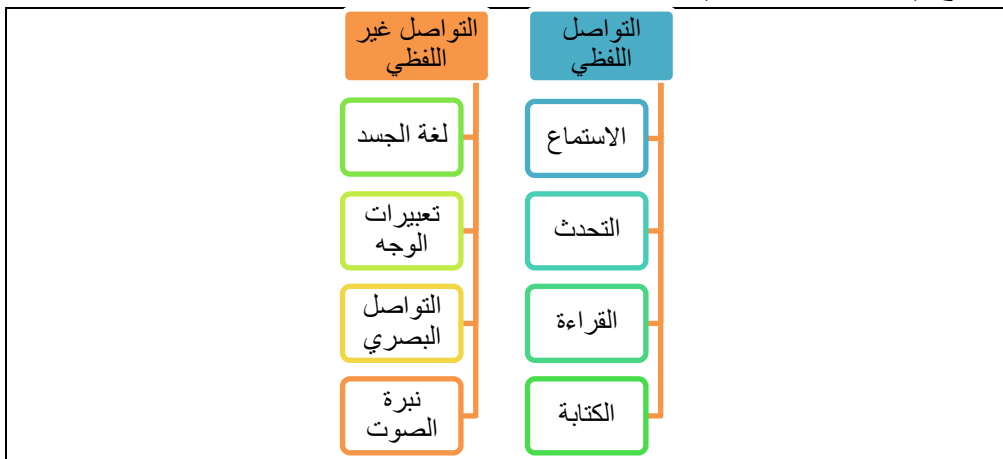 التواصل
اللفظي
الاستماع
التحدث
القراءة
الكتابة
التواصل غير
اللفظي
لغة الجسد
تعبيرات
الوجه
التواصل
البصري
نبرة
الصوت